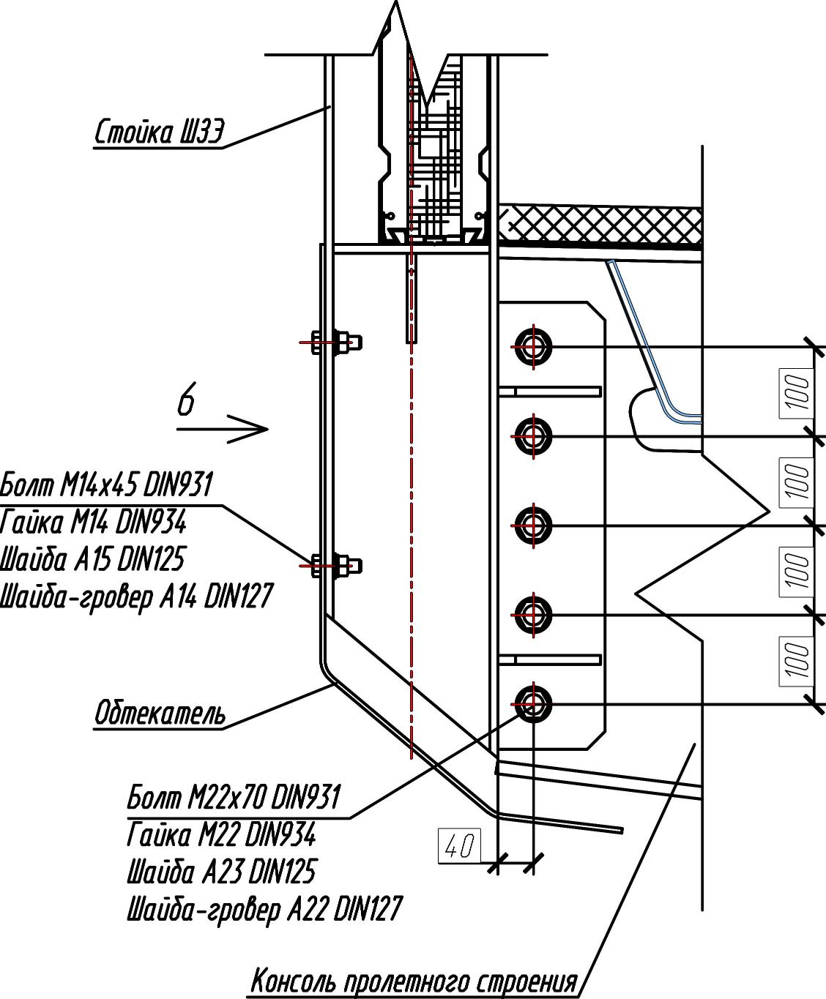 Стойка ШЗЭ
б
100
Болт М14х45 DIN931
Гайка М14 DIN934
Шайба А15 DIN125
Шайба-гровер А14 DIN127
100
100
100
Обтекатель
Болт М22х70 DIN931
Гайка М22 DIN934
Шайба А23 DIN125
Шайба-гровер А22 DIN127
40
Консоль пролетного строения